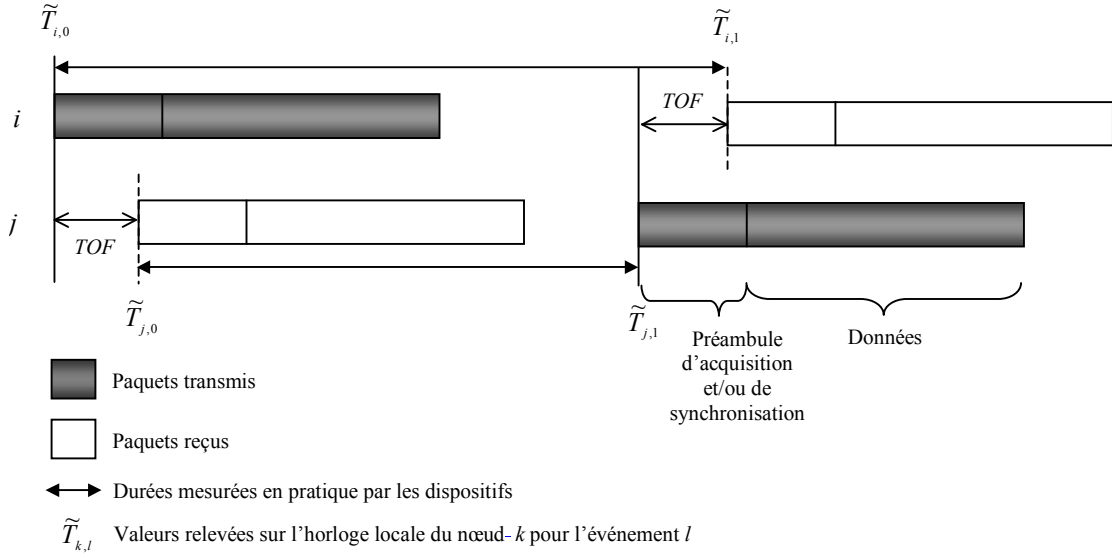 T̃i,0
T̃i,1
i
TOF
j
TOF
T̃j,0
T̃j,1
Préambule
d’acquisition
et/ou de
synchronisation
Données
Paquets transmis
Paquets reçus
Durées mesurées en pratique par les dispositifs
T̃k,l Valeurs relevées sur l’horloge locale du nœud- k pour l’événement l